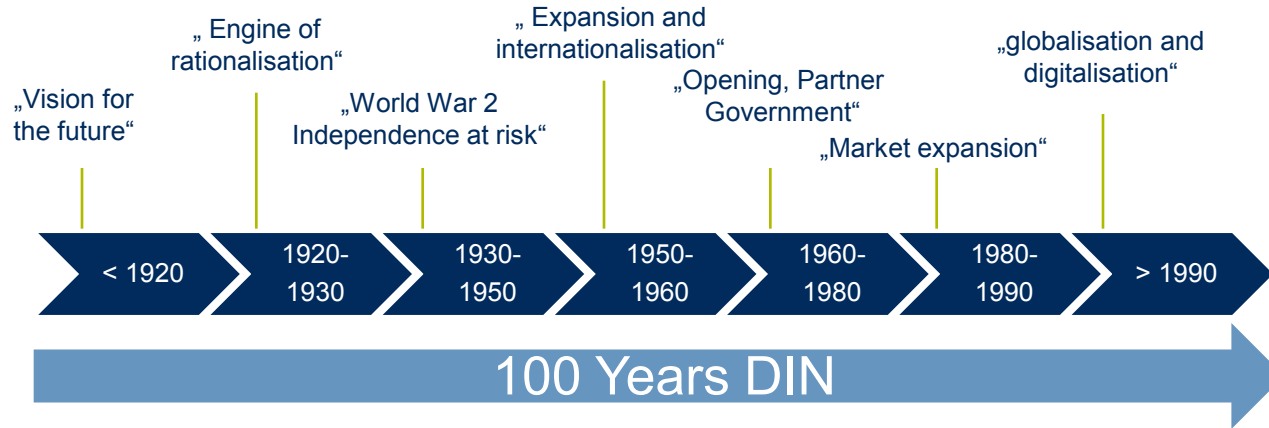 „Vision for
the future“
„ Engine of
rationalisation“
„World War 2
Independence at risk“
„ Expansion and
internationalisation“
„Opening, Partner
Government“
„Market expansion“
„globalisation and
digitalisation“
< 1920
1920-
1930
1930-
1950
1950-
1960
1960-
1980
1980-
1990
> 1990
100 Years DIN